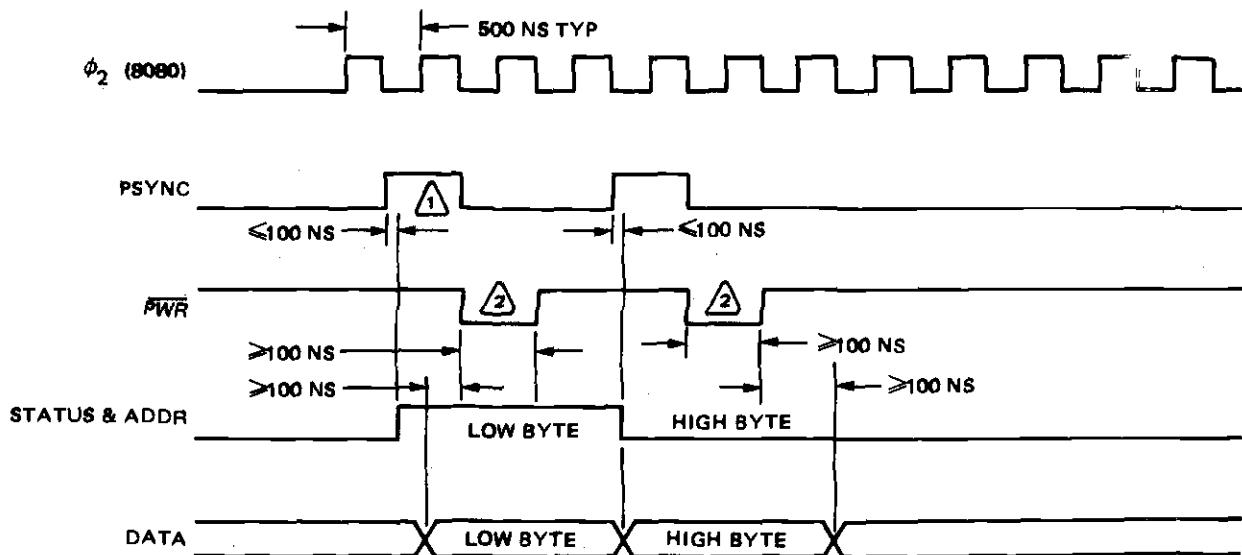 500 NS TYP
ϕ2 (8080)
PSYNC
1
≤100 NS
≤100 NS
PWR
2
2
≥100 NS
≥100 NS
≥100 NS
≥100 NS
STATUS & ADDR
LOW BYTE
HIGH BYTE
DATA
LOW BYTE
HIGH BYTE